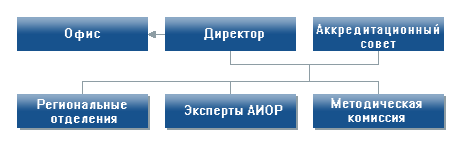 Офис
Директор
Аккредитационный
совет
Региональные
отделения
Эксперты АИОР
Методическая
комиссия